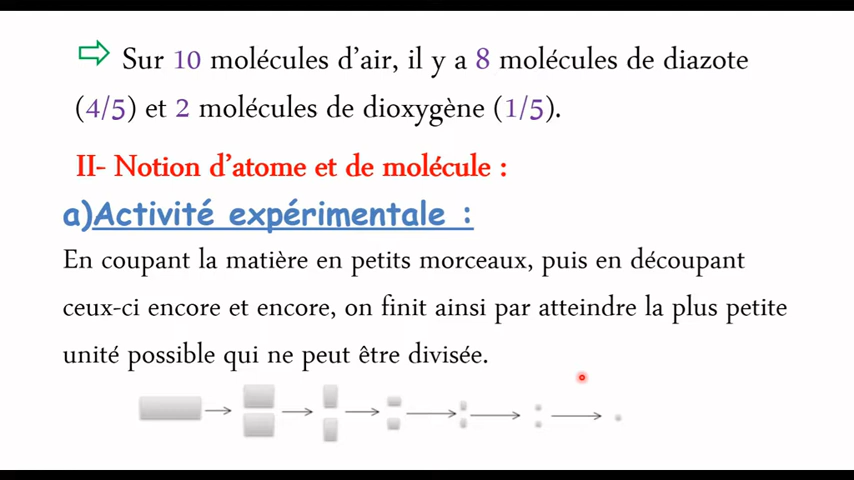 Sur 10 molécules d'air, il y a 8 molécules de diazote
(4/5) et 2 molécules de dioxygène (1/5).
II- Notion d'atome et de molécule :
a)Activité expérimentale :
En coupant la matière en petits morceaux, puis en découpant
ceux-ci encore et encore, on finit ainsi par atteindre la plus petite
unité possible qui ne peut être divisée.